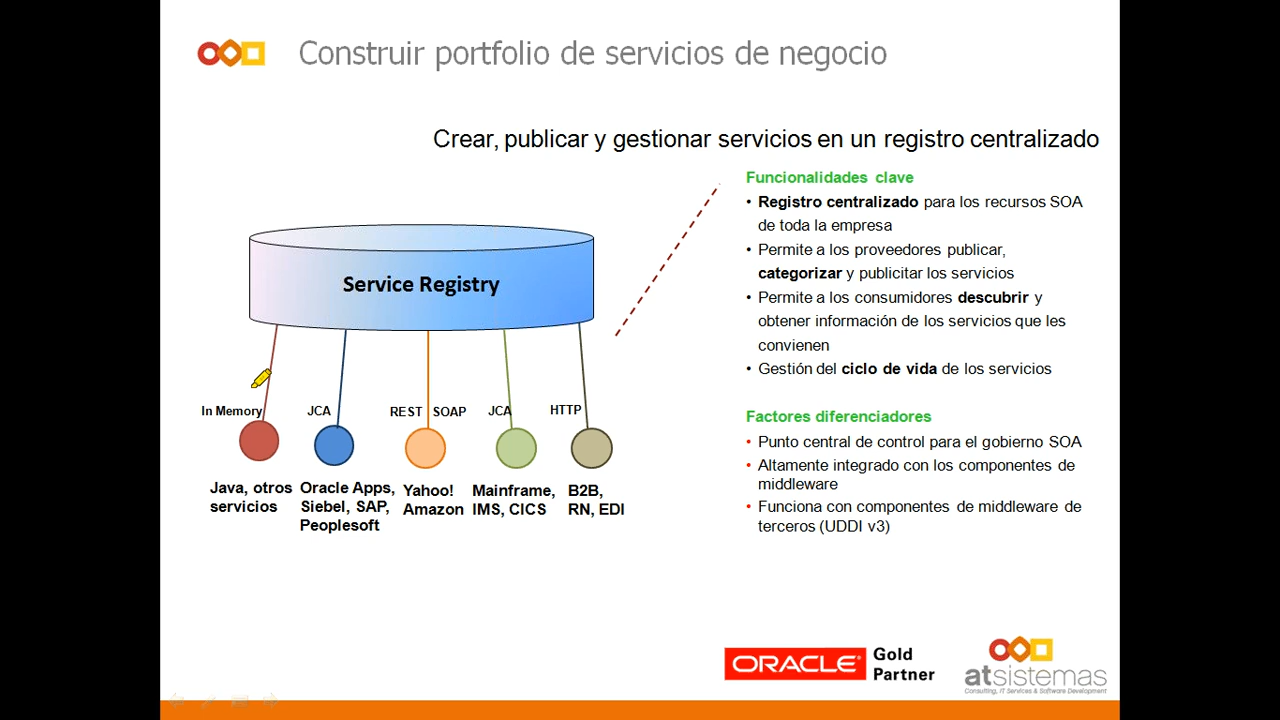 Construir portfolio de servicios de negocio
Crear, publicar y gestionar servicios en un registro centralizado
Service Registry
In Memory
JCA
REST
SOAP
JCA
HTTP
Java, otros
servicios
Oracle Apps,
Siebel, SAP,
Peoplesoft
Yahoo!
Amazon
Mainframe,
IMS, CICS
B2B,
RN, EDI
Funcionalidades clave
• Registro centralizado para los recursos SOA
de toda la empresa
• Permite a los proveedores publicar,
categorizar y publicitar los servicios
• Permite a los consumidores descubrir y
obtener información de los servicios que les
convienen
• Gestión del ciclo de vida de los servicios
Factores diferenciadores
• Punto central de control para el gobierno SOA
• Altamente integrado con los componentes de
middleware
• Funciona con componentes de middleware de
terceros (UDDI v3)
ORACLE
Gold
Partner
atsistemas
Consulting, IT Services & Software Development